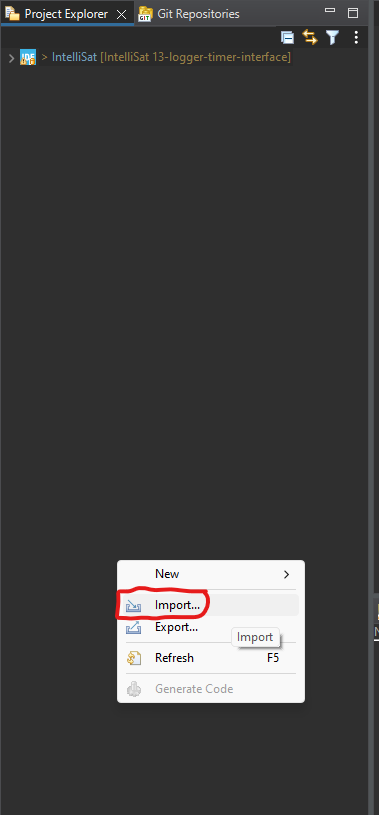 Project Explorer
Git Repositories
> IntelliSat [IntelliSat 13-logger-timer-interface]
New
Import...
Export...
Import
Refresh F5
Generate Code